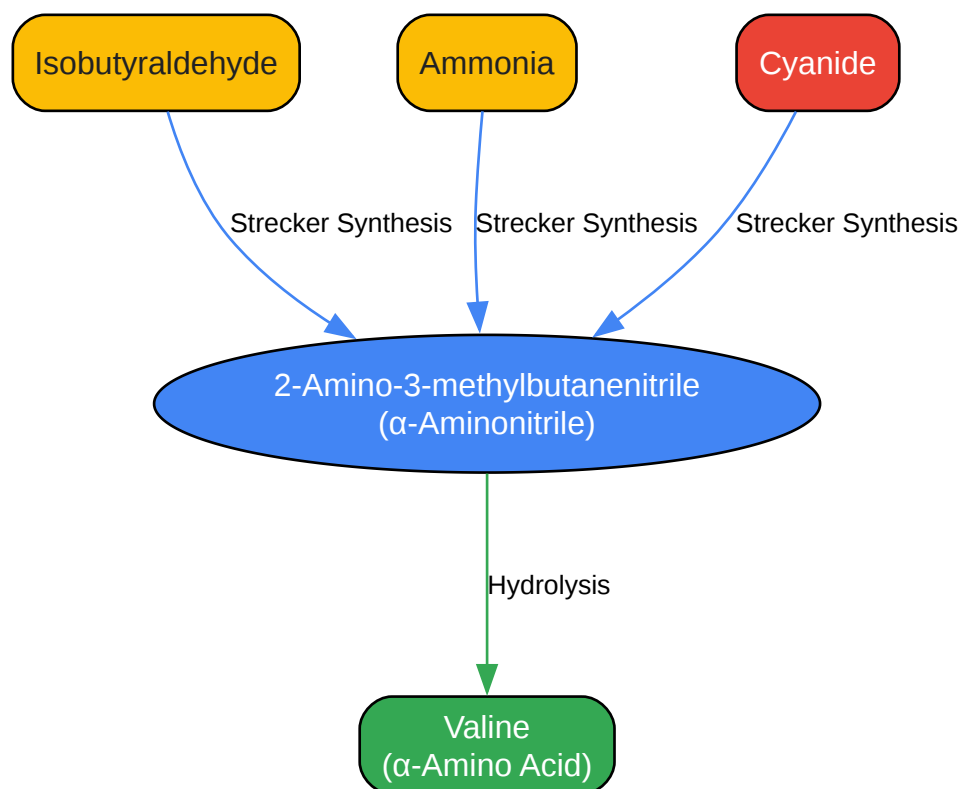 Isobutyraldehyde
Ammonia
Cyanide
Strecker Synthesis
Strecker Synthesis
Strecker Synthesis
2-Amino-3-methylbutanenitrile
(α-Aminonitrile)
Hydrolysis
Valine
(α-Amino Acid)